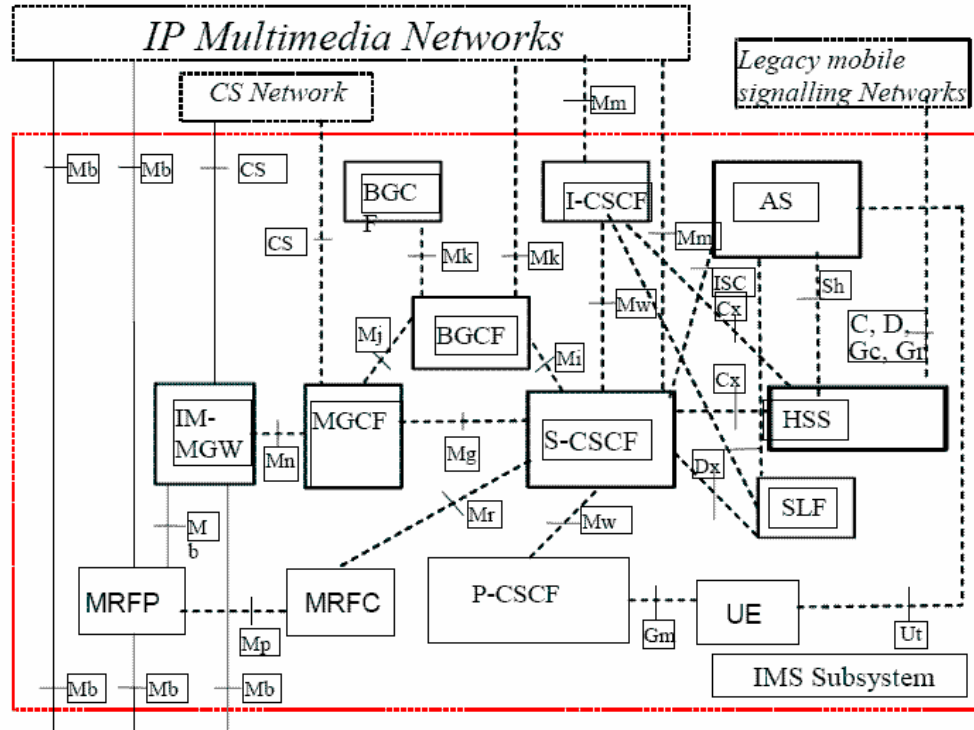 IP Multimedia Networks
Legacy mobile
signalling Networks
CS Network
Mm
Mb
Mb
CS
BGC
F
I-CSCF
AS
CS
Mk
Mk
Mm
ISC
Sh
Cx
Mw
C, D,
Gc, Gr
Mj
BGCF
Mi
Cx
IM-
MGW
MGCF
S-CSCF
HSS
Mn
Mg
Dx
Mr
SLF
M
b
Mw
MRFP
MRFC
P-CSCF
UE
Mp
Gm
Ut
IMS Subsystem
Mb
Mb
Mb